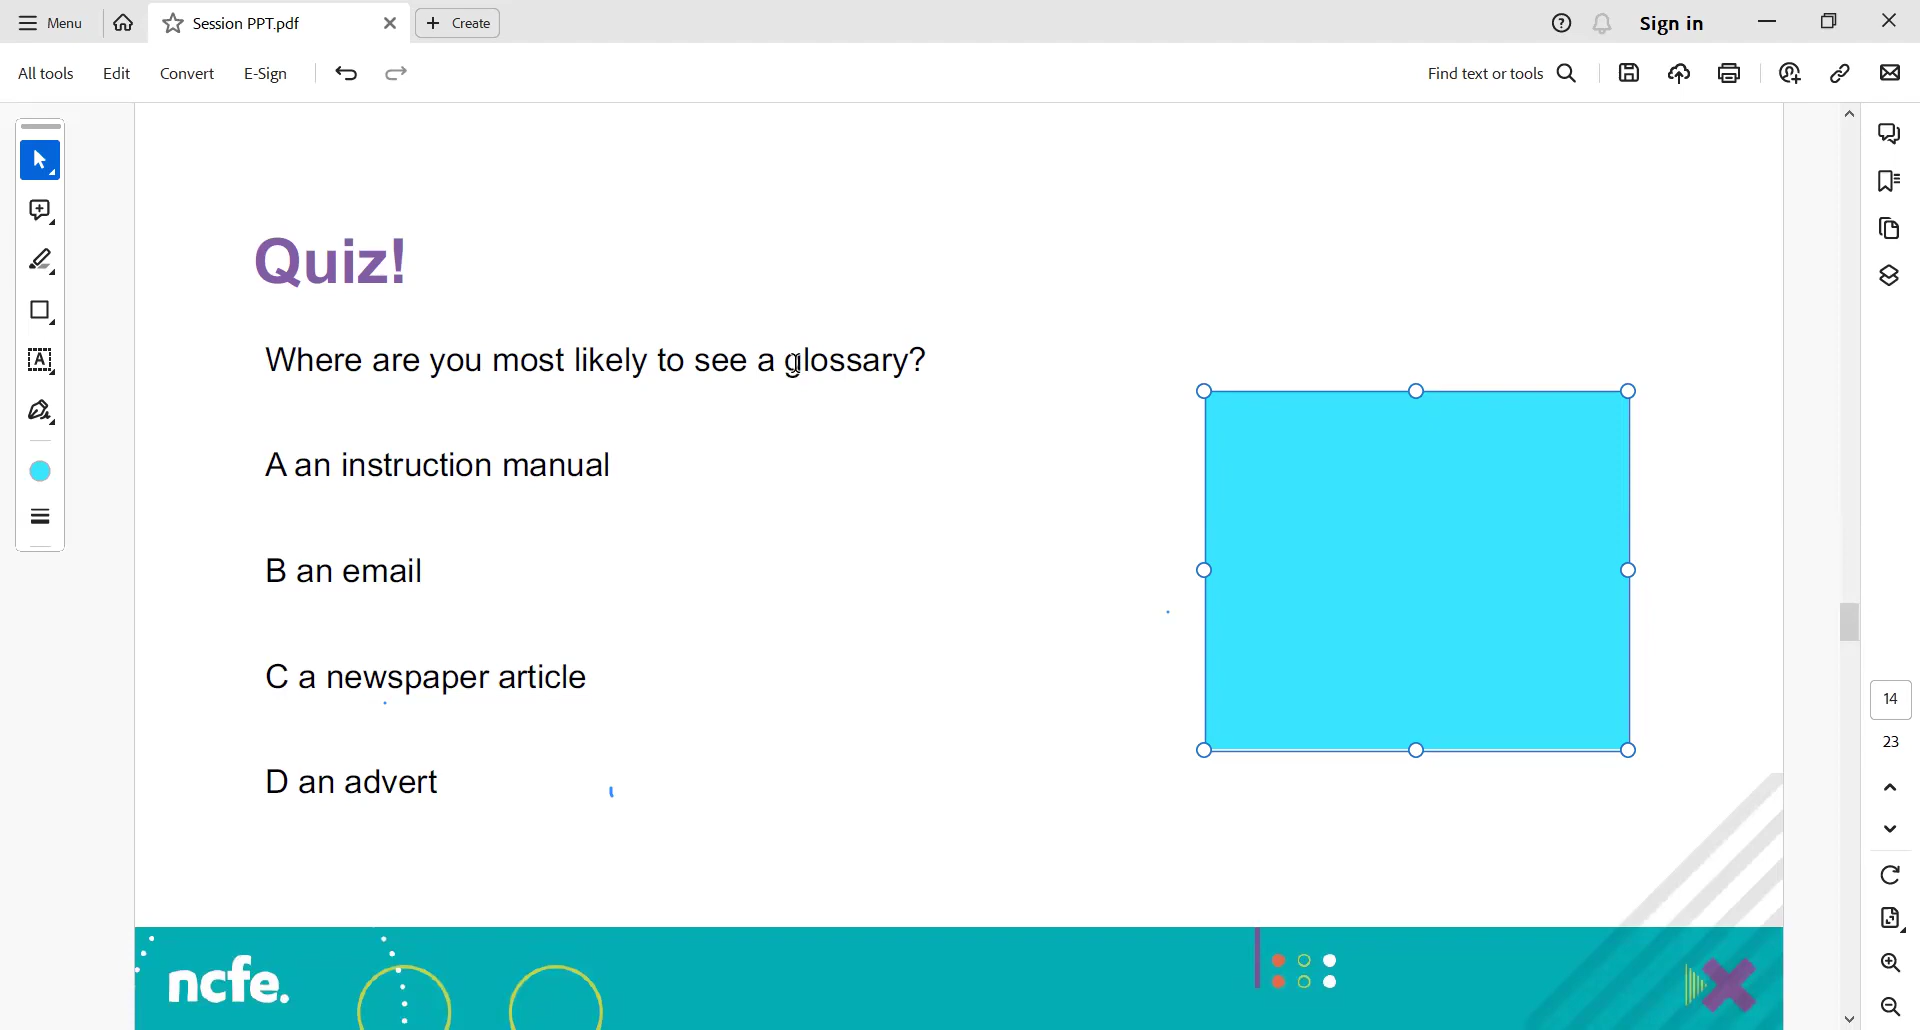 Menu
Session PPT.pdf
Create
Sign in
All tools
Edit
Convert
E-Sign
Find text or tools
Quiz!
Where are you most likely to see a glossary?
A an instruction manual
B an email
C a newspaper article
D an advert
14
23
ncfe.